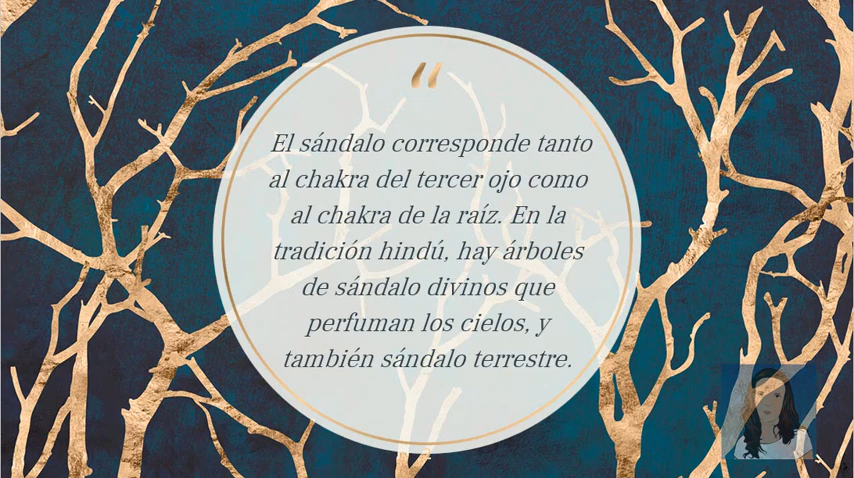 “
El sándalo corresponde tanto
al chakra del tercer ojo como
al chakra de la raíz. En la
tradición hindú, hay árboles
de sándalo divinos que
perfuman los cielos, y
también sándalo terrestre.